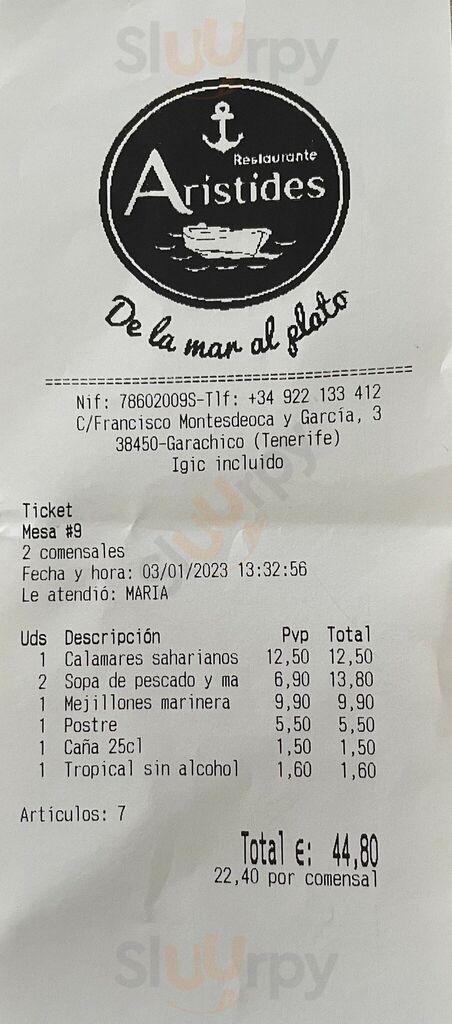 Sluurpy
Restaurante
Aristides
De la mar al plato
=============================================
Nif: 78602009S-Tlf: +34 922 133 412
C/Francisco Montesdeoca y García, 3
38450-Garachico (Tenerife)
Igic incluido
Sluurpy
Ticket
Mesa #9
2 comensales
Fecha y hora: 03/01/2023 13:32:56
Le atendió: MARIA
Uds Descripción Pvp Total
1 Calamares saharianos 12,50 12,50
2 Sopa de pescado y ma 6,90 13,80
1 Mejillones marinera 9,90 9,90
1 Postre 5,50 5,50
1 Caña 25cl 1,50 1,50
1 Tropical sin alcohol 1,60 1,60
Articulos: 7
Total €: 44,80
22,40 por comensal
Sluurpy